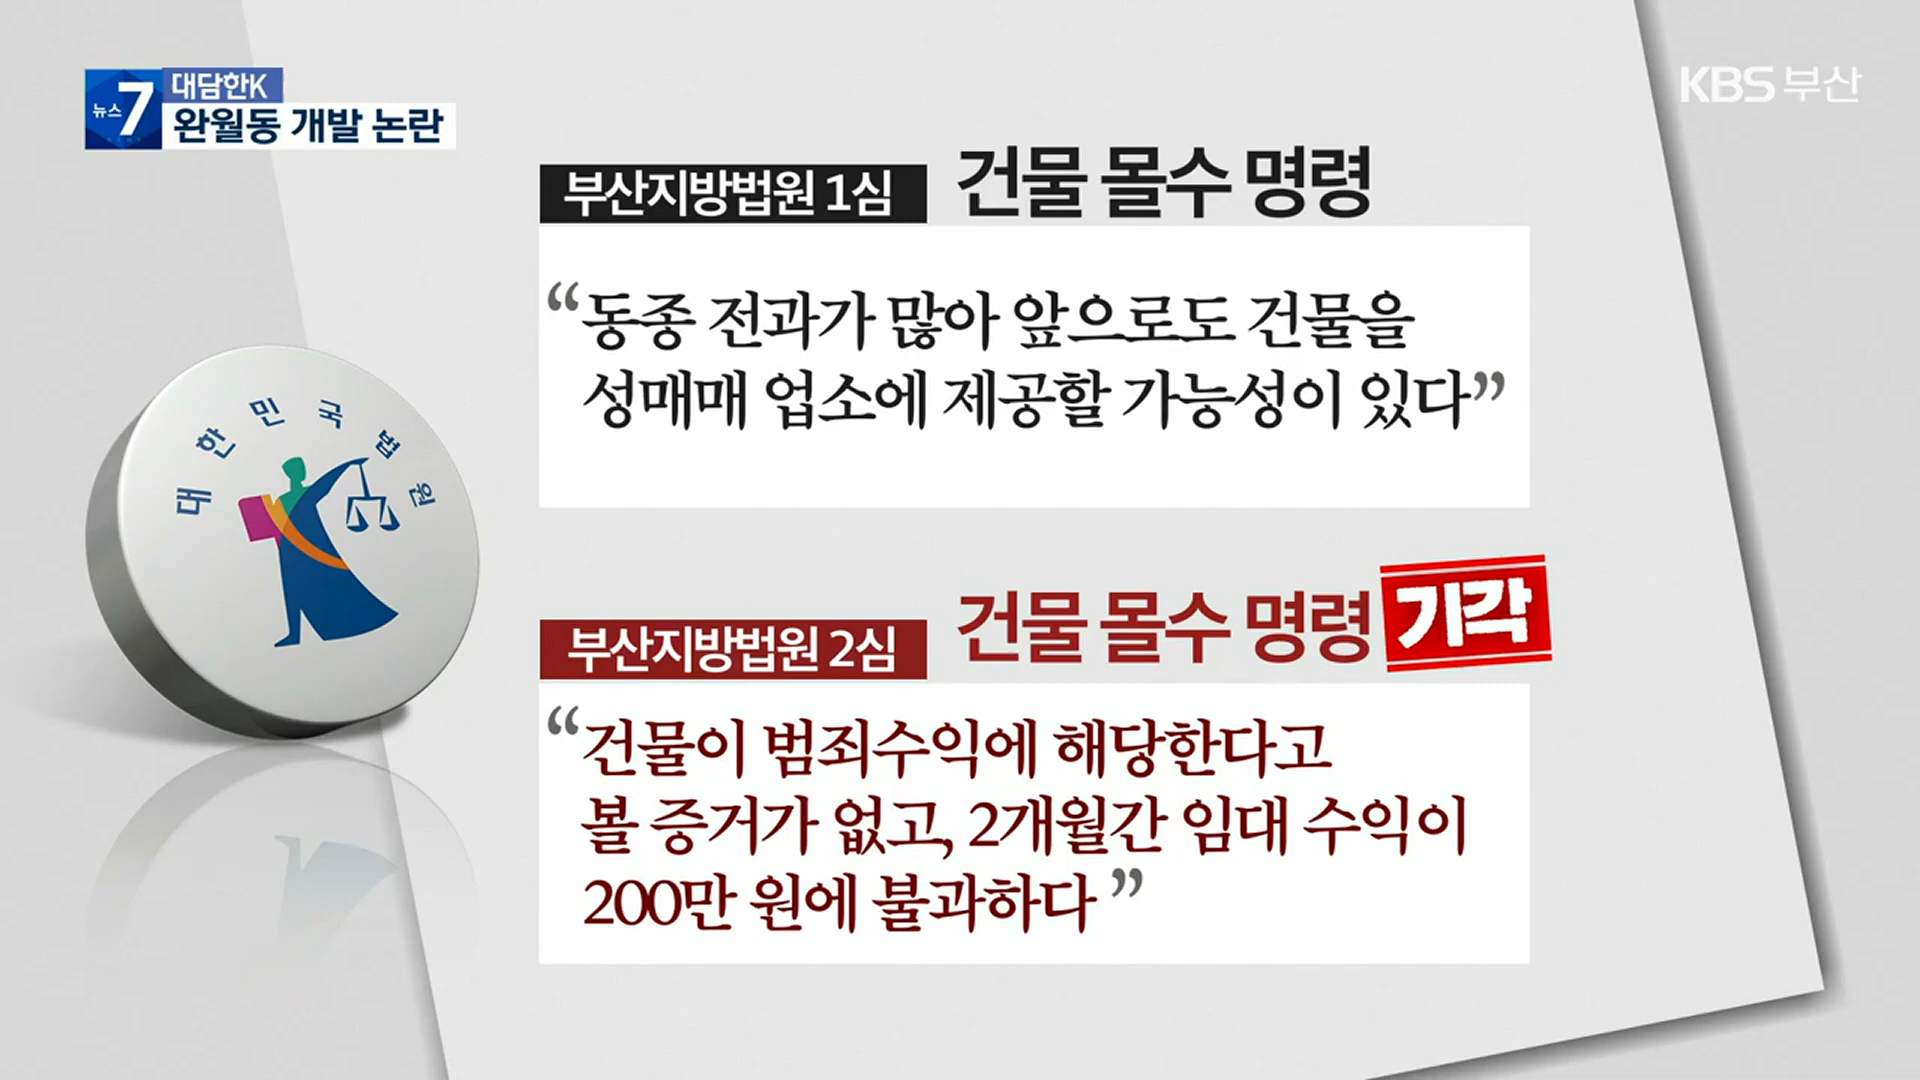 대담한K
뉴스7
완월동 개발 논란
KBS 부산
부산지방법원 1심
건물 몰수 명령
“동종 전과가 많아 앞으로도 건물을
성매매 업소에 제공할 가능성이 있다”
대한민국법원
부산지방법원 2심
건물 몰수 명령 기각
“건물이 범죄수익에 해당한다고
볼 증거가 없고, 2개월간 임대 수익이
200만 원에 불과하다”